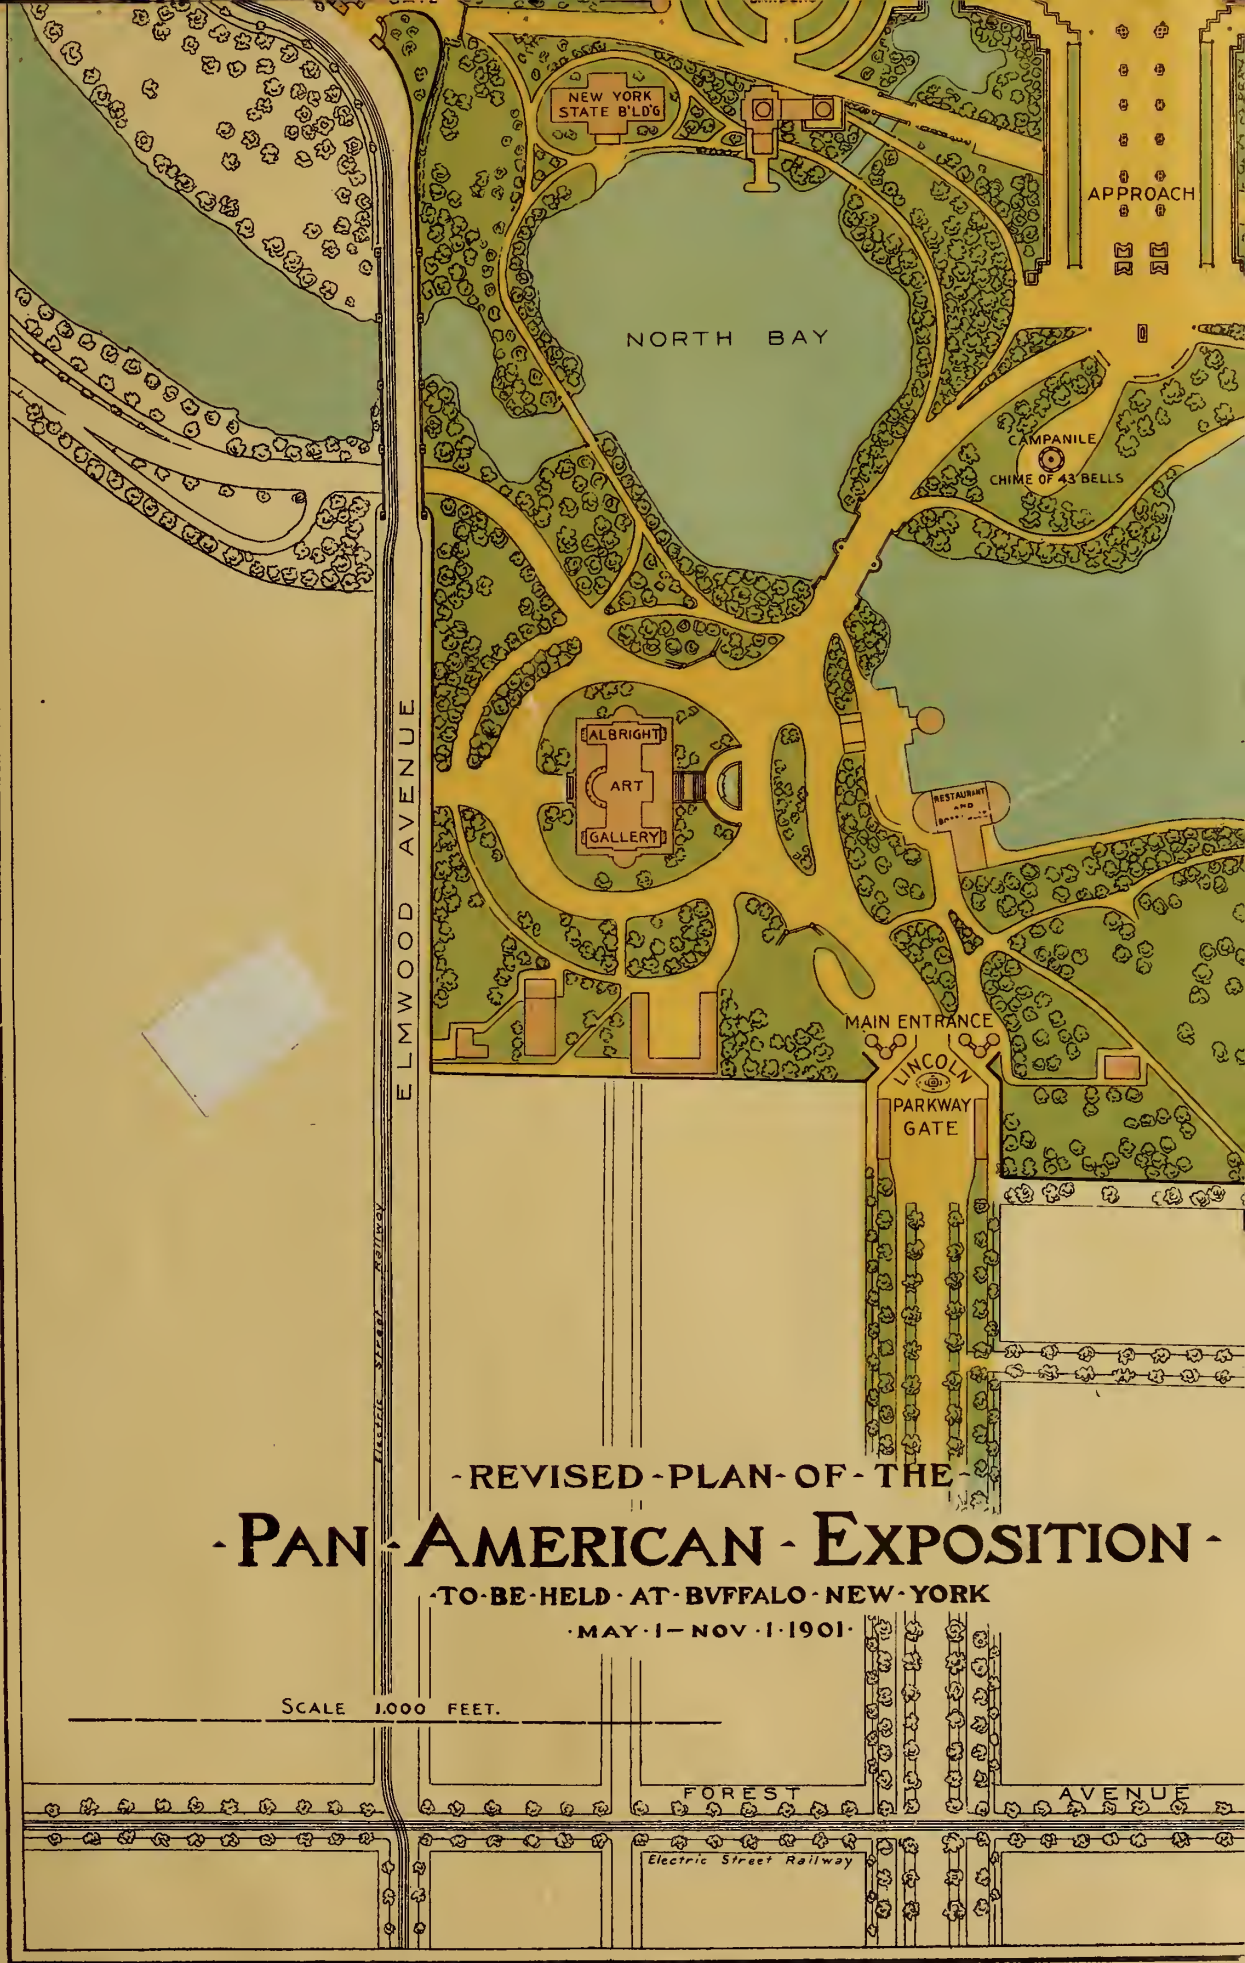 NEW YORK
STATE B'LD'G
APPROACH
NORTH BAY
CAMPANILE
CHIME OF 43 BELLS
ELMWOOD AVENUE
ALBRIGHT
ART
GALLERY
RESTAURANT
AND
MAIN ENTRANCE
LINCOLN
PARKWAY
GATE
Electric Street Railway
-REVISED-PLAN-OF-THE-
-PAN-AMERICAN-EXPOSITION-
-TO-BE-HELD-AT-BVFFALO-NEW-YORK
·MAY·1–NOV·1·1901·
SCALE 1000 FEET.
FOREST AVENUE
Electric Street Railway